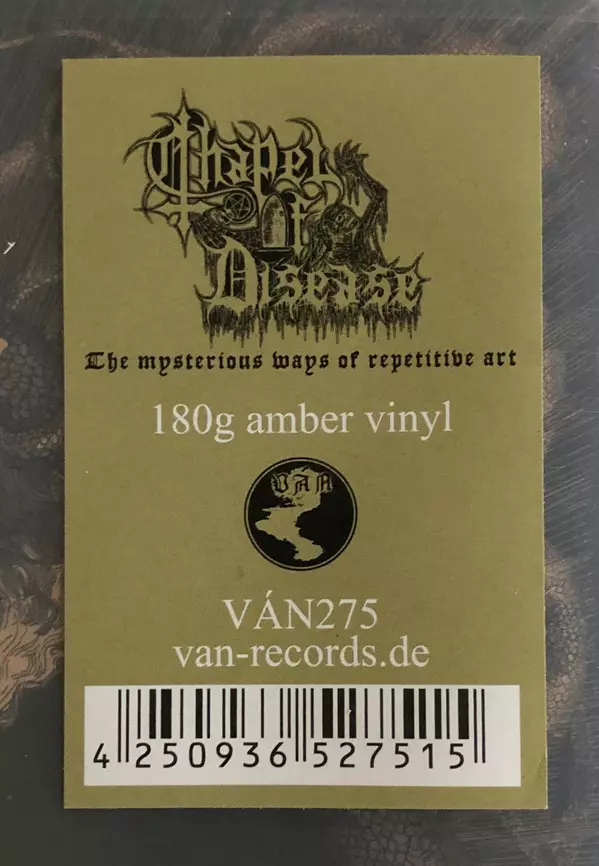 Chapel
of
Disease
The mysterious ways of repetitive art
180g amber vinyl
VAN
VÁN275
van-records.de
4 250936 527515